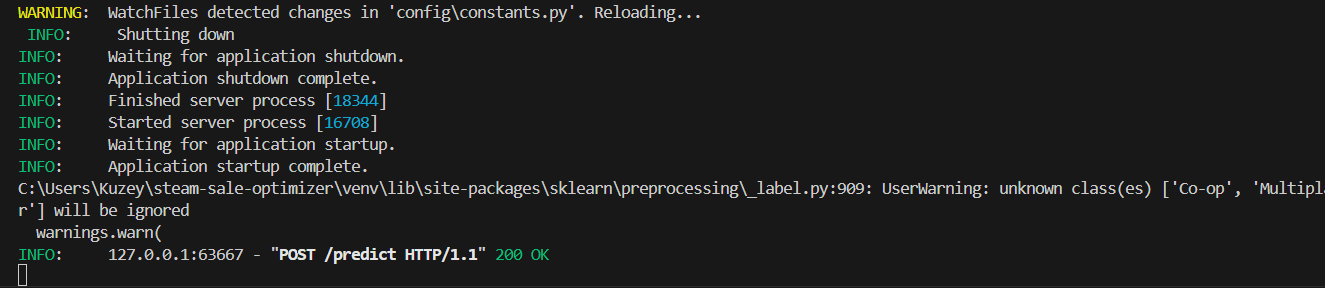 WARNING:  WatchFiles detected changes in 'config\constants.py'. Reloading...
INFO:     Shutting down
INFO:     Waiting for application shutdown.
INFO:     Application shutdown complete.
INFO:     Finished server process [18344]
INFO:     Started server process [16708]
INFO:     Waiting for application startup.
INFO:     Application startup complete.
C:\Users\Kuzey\steam-sale-optimizer\venv\lib\site-packages\sklearn\preprocessing\_label.py:909: UserWarning: unknown class(es) ['Co-op', 'Multipla
r'] will be ignored
warnings.warn(
INFO:     127.0.0.1:63667 - "POST /predict HTTP/1.1" 200 OK